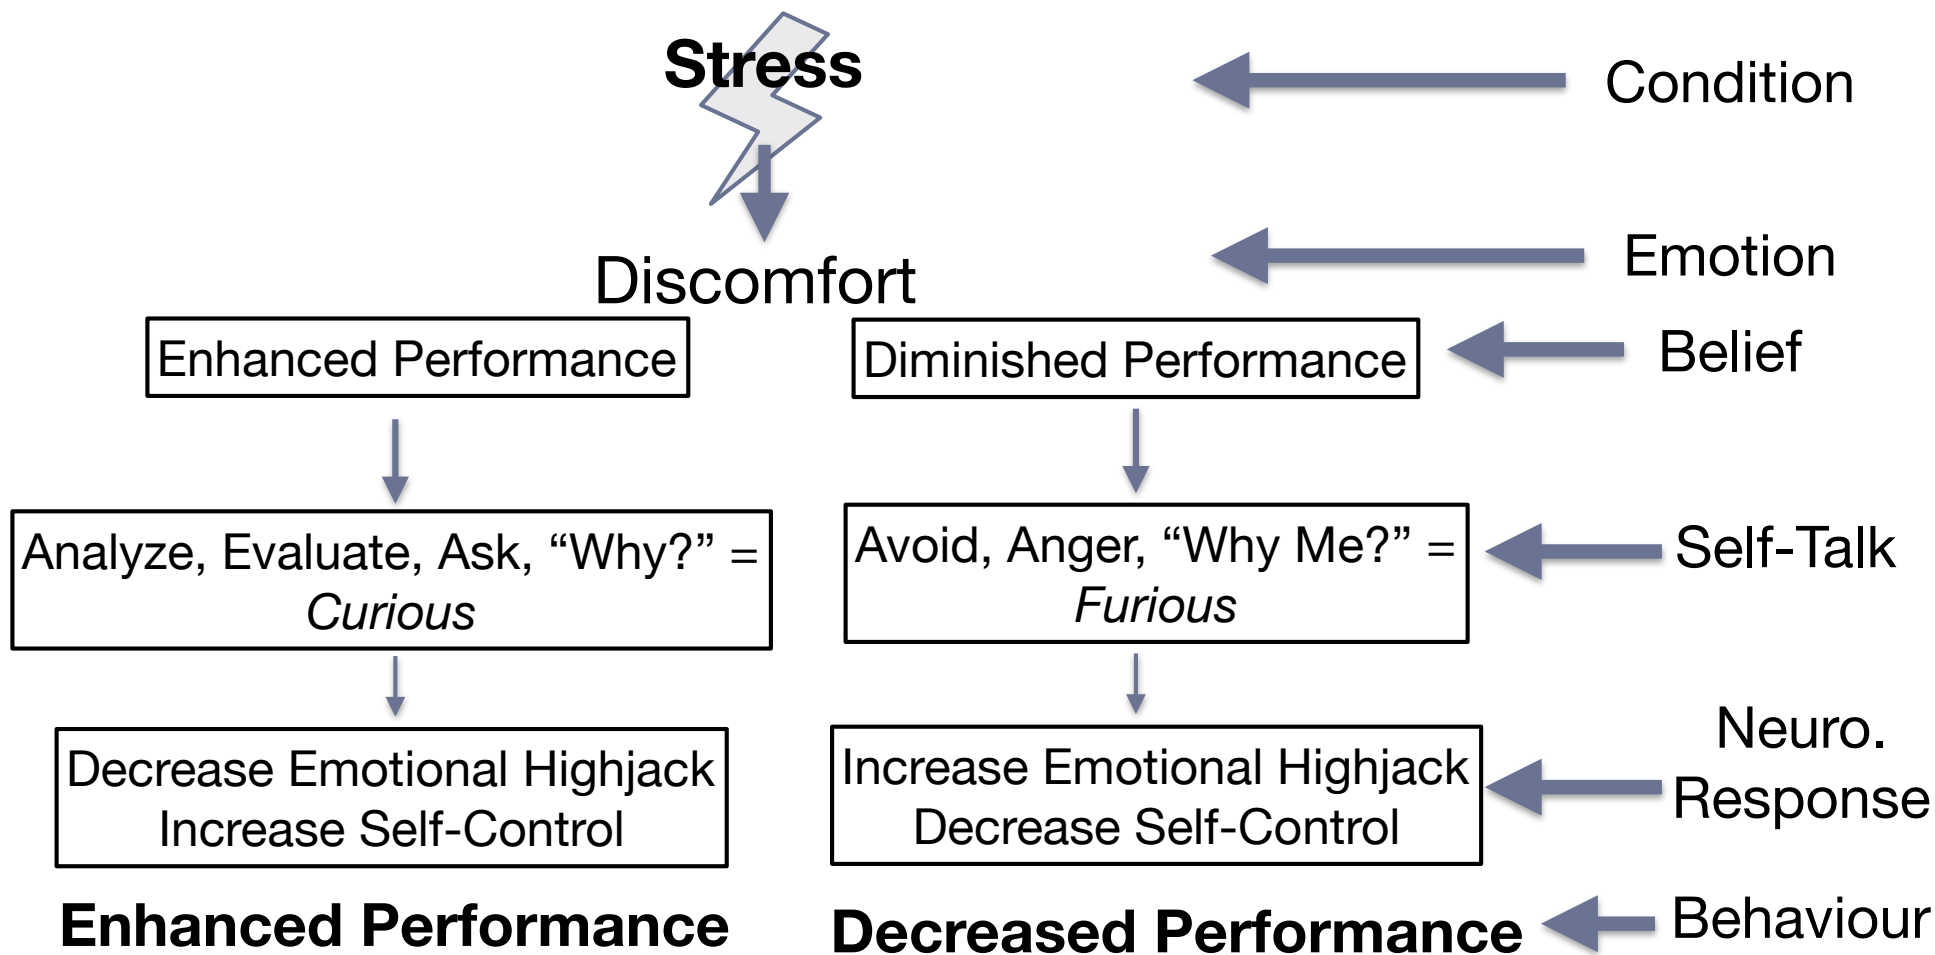 Stress
Condition
Discomfort
Emotion
Enhanced Performance
Diminished Performance
Belief
Analyze, Evaluate, Ask, “Why?” =
Curious
Avoid, Anger, “Why Me?” =
Furious
Self-Talk
Decrease Emotional Highjack
Increase Self-Control
Increase Emotional Highjack
Decrease Self-Control
Neuro.
Response
Enhanced Performance
Decreased Performance
Behaviour